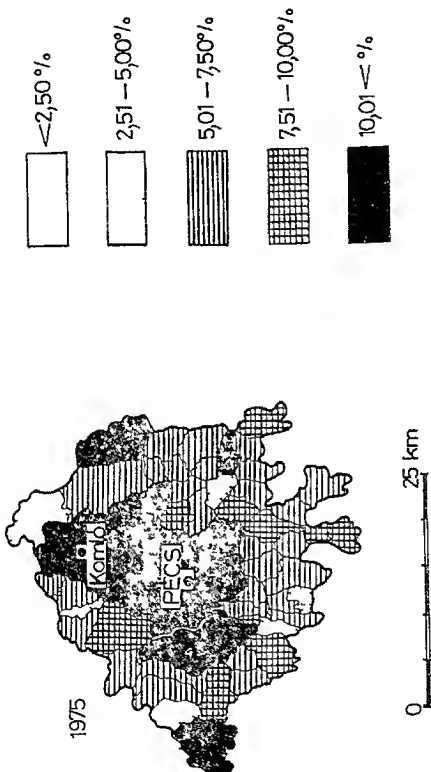 1975
Komló
PÉCS
0 25 km
<2,50 %
2,51 – 5,00 %
5,01 – 7,50 %
7,51 – 10,00 %
10,01 < %